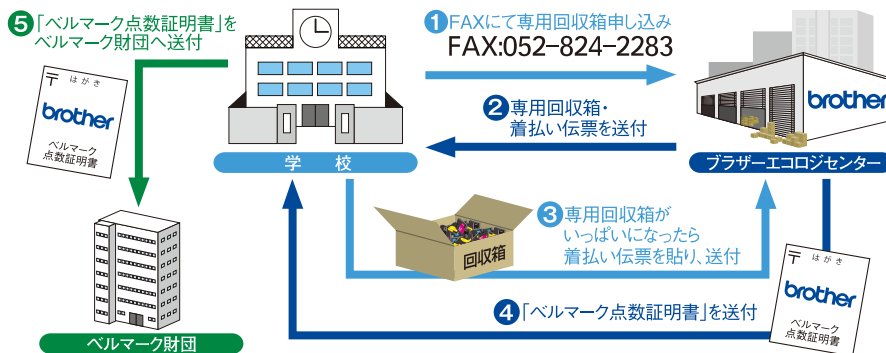 ❺「ベルマーク点数証明書」を
ベルマーク財団へ送付
❶FAXにて専用回収箱申し込み
FAX:052-824-2283
〒
はがき
brother
ベルマーク
点数証明書
brother
❷専用回収箱・
着払い伝票を送付
学校
ブラザーエコロジセンター
❸専用回収箱が
いっぱいになったら
着払い伝票を貼り、送付
回収箱
〒
はがき
brother
ベルマーク
点数証明書
❹「ベルマーク点数証明書」を送付
ベルマーク財団